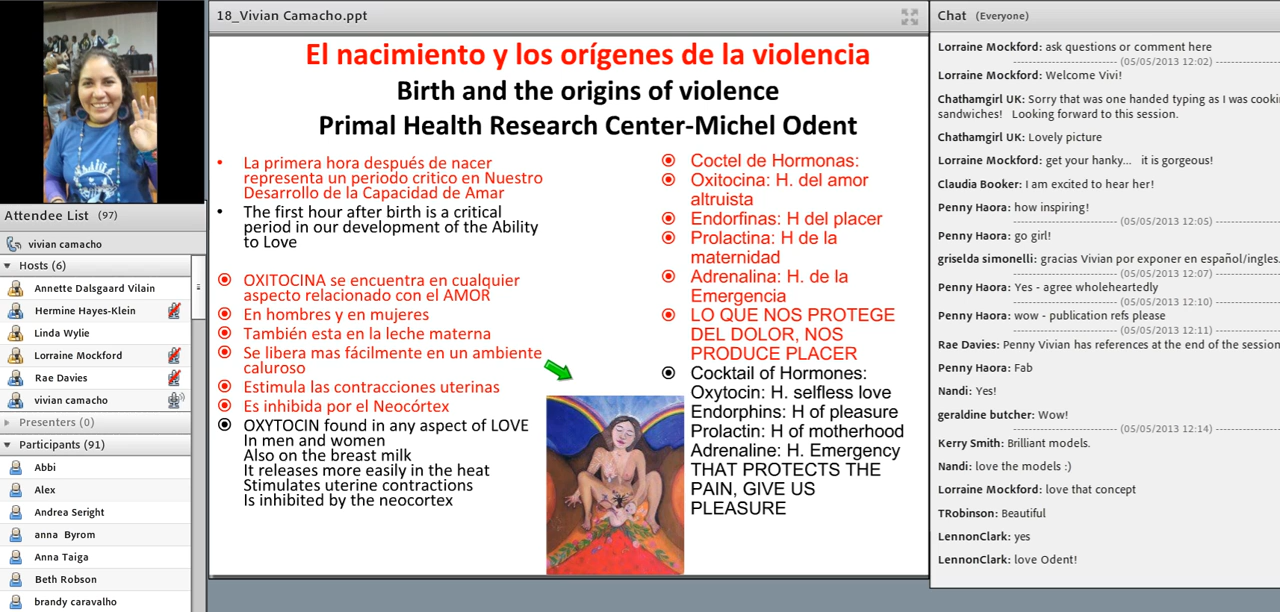 18_Vivian Camacho.ppt
El nacimiento y los orígenes de la violencia
Birth and the origins of violence
Primal Health Research Center-Michel Odent
• La primera hora después de nacer
representa un periodo critico en Nuestro
Desarrollo de la Capacidad de Amar
• The first hour after birth is a critical
period in our development of the Ability
to Love
OXITOCINA se encuentra en cualquier
aspecto relacionado con el AMOR
En hombres y en mujeres
También esta en la leche materna
Se libera mas fácilmente en un ambiente
caluroso
Estimula las contracciones uterinas
Es inhibida por el Neocórtex
OXYTOCIN found in any aspect of LOVE
In men and women
Also on the breast milk
It releases more easily in the heat
Stimulates uterine contractions
Is inhibited by the neocortex
Coctel de Hormonas:
Oxitocina: H. del amor
altruista
Endorfinas: H del placer
Prolactina: H de la
maternidad
Adrenalina: H. de la
Emergencia
LO QUE NOS PROTEGE
DEL DOLOR, NOS
PRODUCE PLACER
Cocktail of Hormones:
Oxytocin: H. selfless love
Endorphins: H of pleasure
Prolactin: H of motherhood
Adrenaline: H. Emergency
THAT PROTECTS THE
PAIN, GIVE US
PLEASURE
Attendee List (97)
vivian camacho
Hosts (6)
Annette Dalsgaard Vilain
Hermine Hayes-Klein
Linda Wylie
Lorraine Mockford
Rae Davies
vivian camacho
Presenters (0)
Participants (91)
Abbi
Alex
Andrea Seright
anna Byrom
Anna Taiga
Beth Robson
brandy caravalho
Chat (Everyone)
Lorraine Mockford: ask questions or comment here
(05/05/2013 12:02)
Lorraine Mockford: Welcome Vivi!
Chathamgirl UK: Sorry that was one handed typing as I was cooki
sandwiches! Looking forward to this session.
Chathamgirl UK: Lovely picture
Lorraine Mockford: get your hanky... it is gorgeous!
Claudia Booker: I am excited to hear her!
Penny Haora: how inspiring!
(05/05/2013 12:05)
Penny Haora: go girl!
griselda simonelli: gracias Vivian por exponer en español/ingles.
(05/05/2013 12:07)
Penny Haora: Yes - agree wholeheartedly
(05/05/2013 12:10)
Penny Haora: wow - publication refs please
(05/05/2013 12:11)
Rae Davies: Penny Vivian has references at the end of the session
Penny Haora: Fab
Nandi: Yes!
geraldine butcher: Wow!
(05/05/2013 12:14)
Kerry Smith: Brilliant models.
Nandi: love the models :)
Lorraine Mockford: love that concept
TRobinson: Beautiful
LennonClark: yes
LennonClark: love Odent!